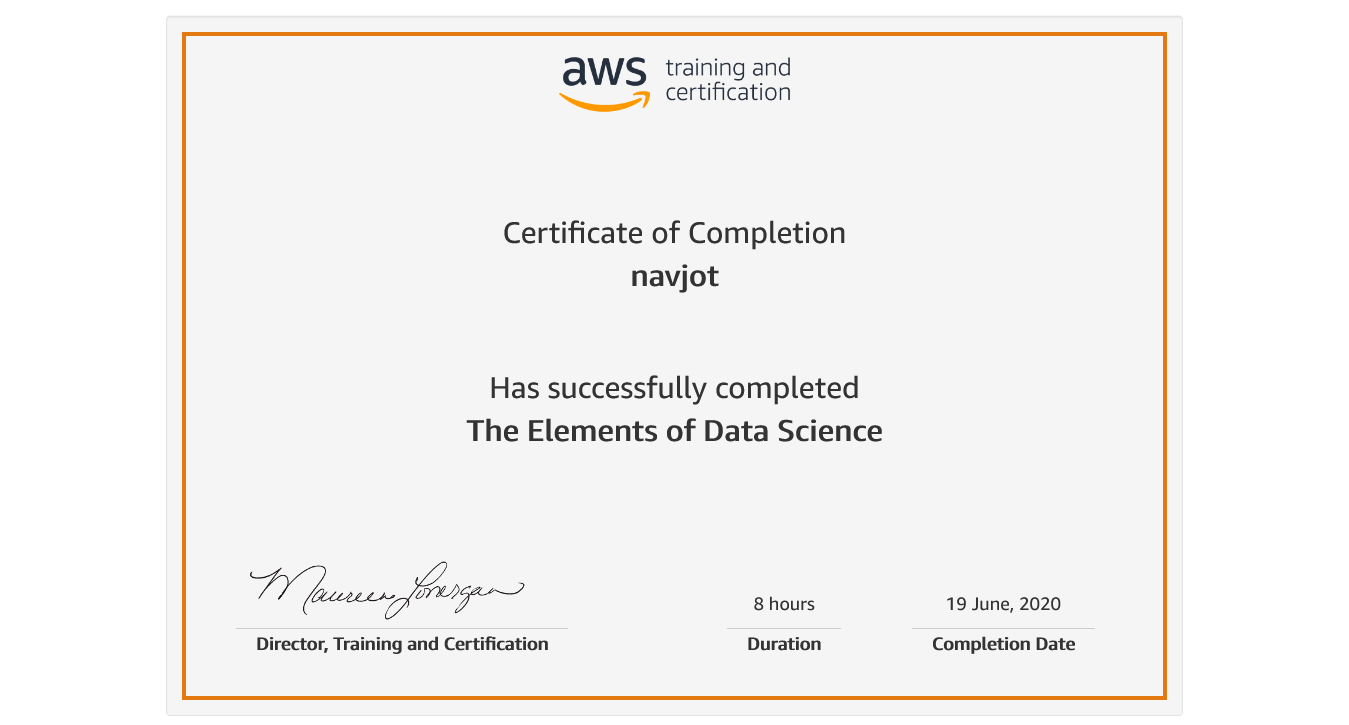 aws training and
certification
Certificate of Completion
navjot
Has successfully completed
The Elements of Data Science
Maureen Lonergan
8 hours
19 June, 2020
Director, Training and Certification
Duration
Completion Date